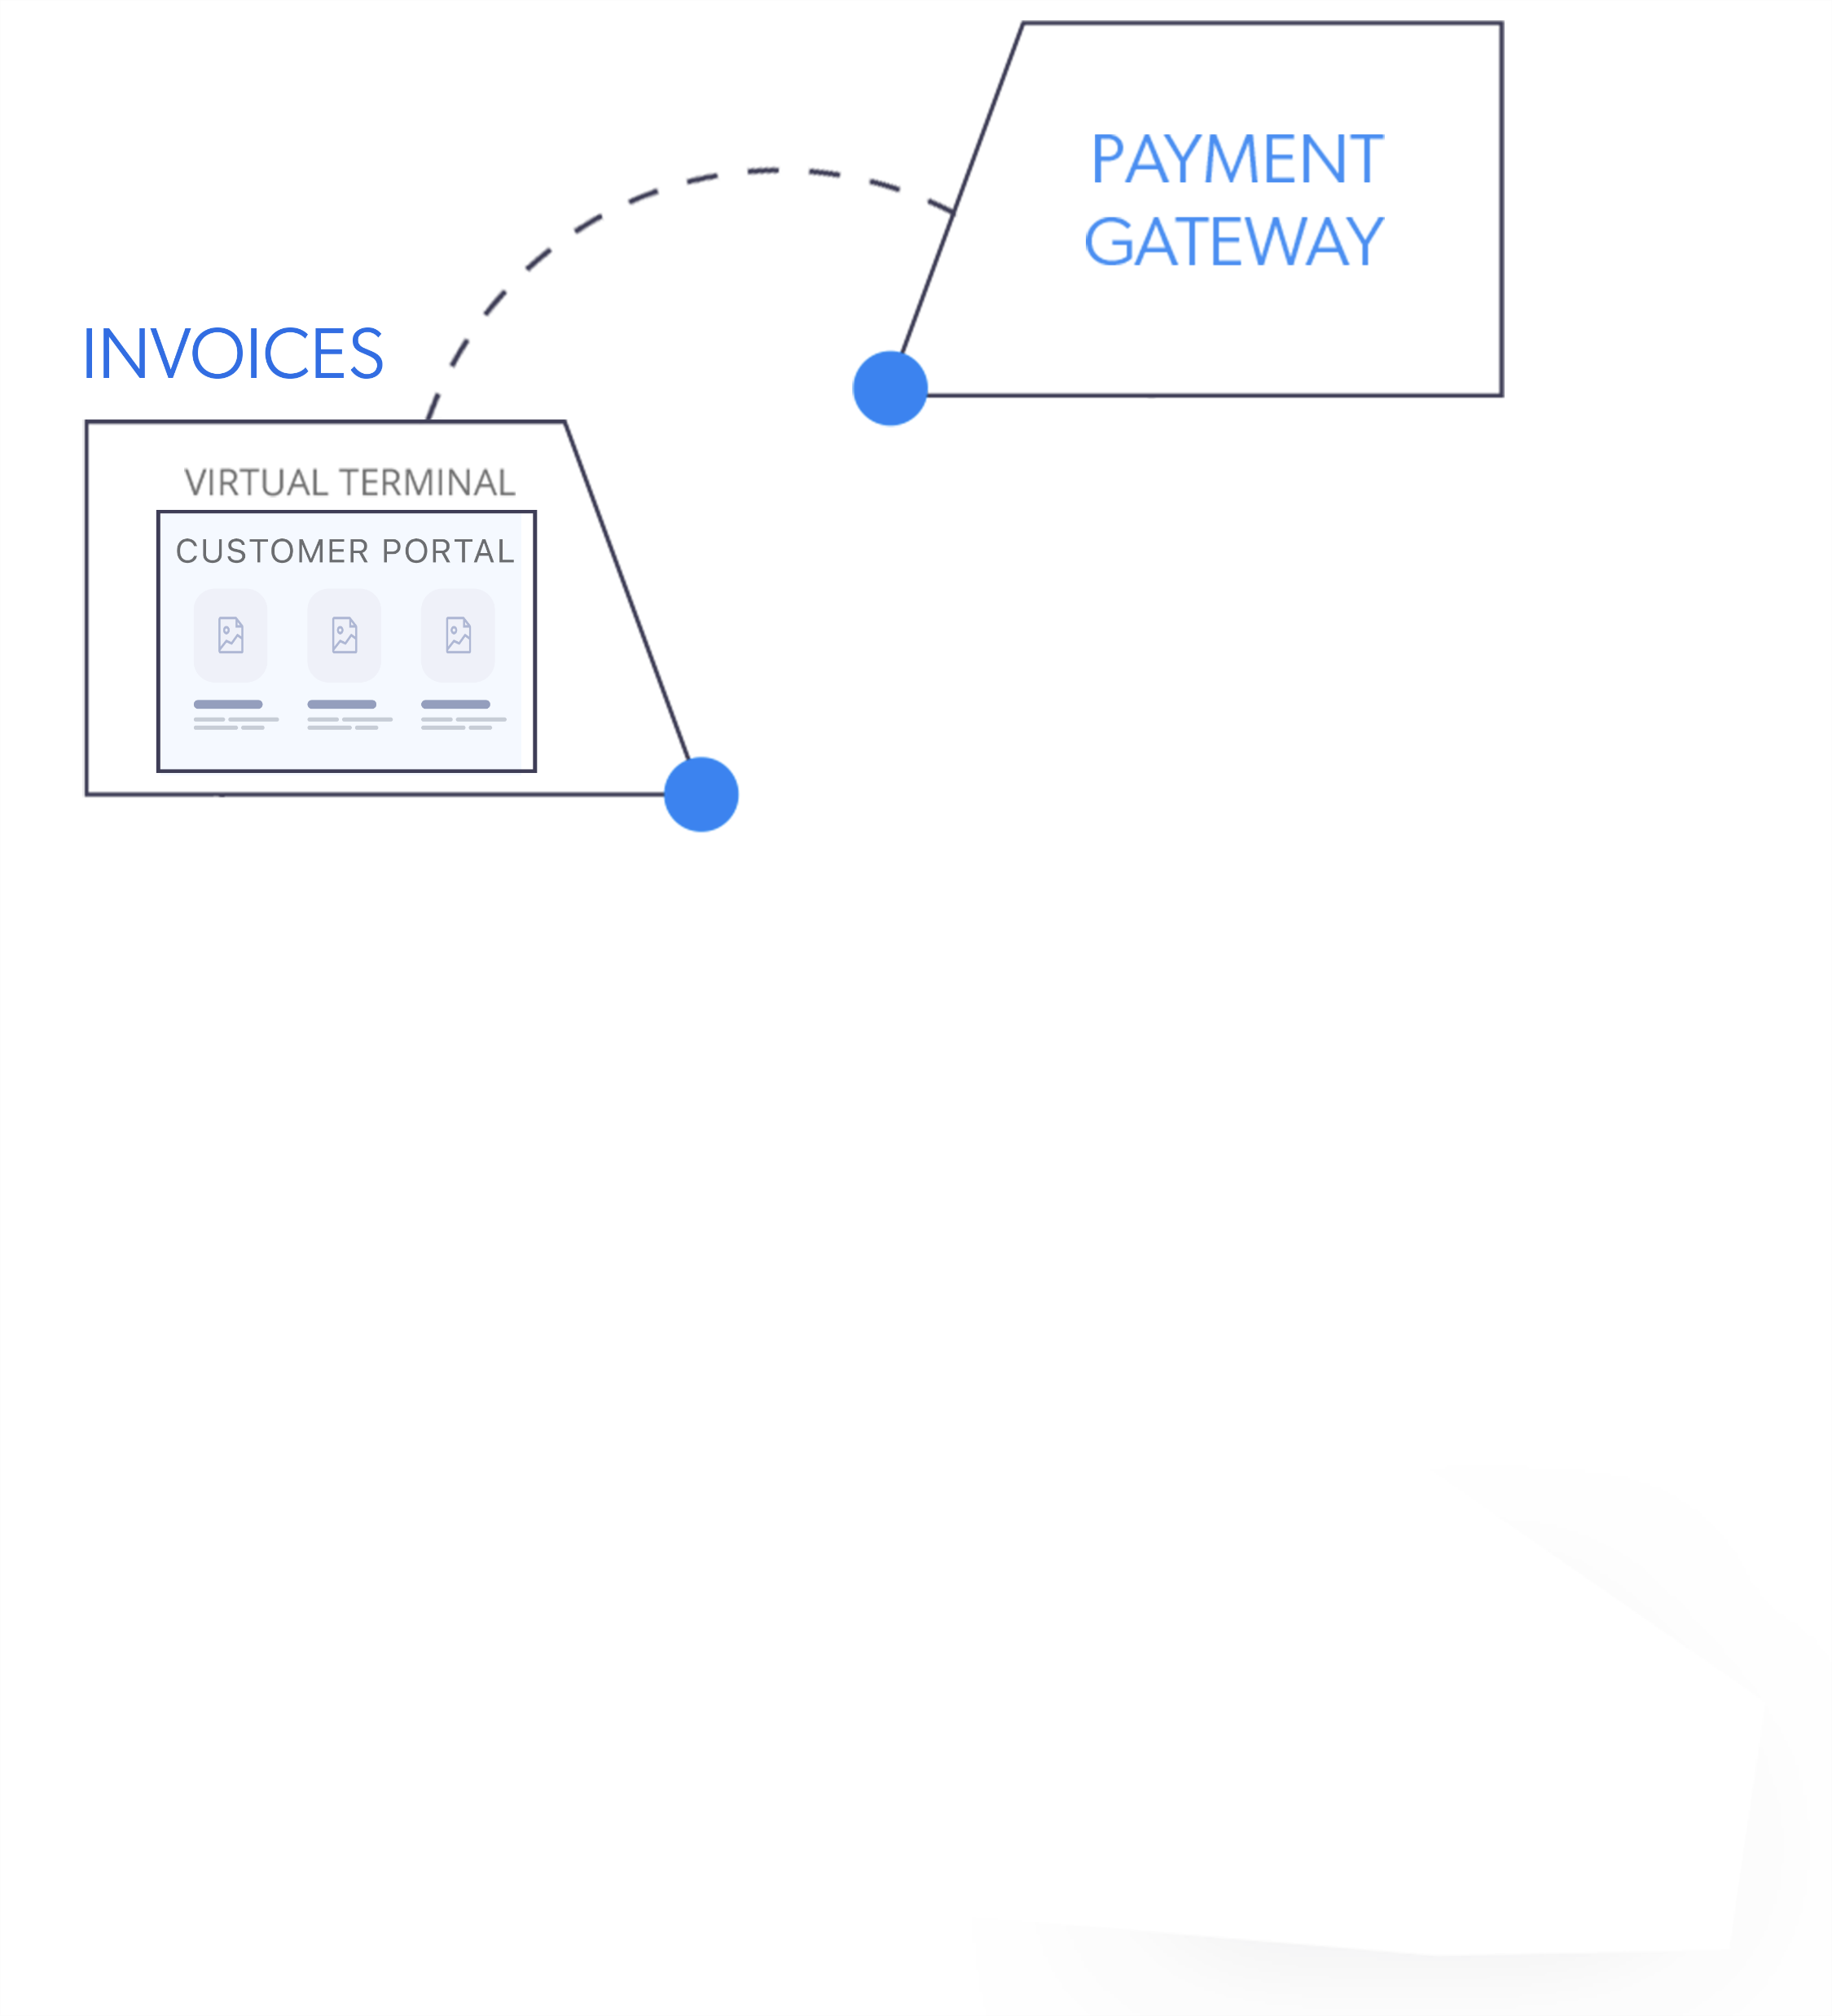 PAYMENT
GATEWAY
INVOICES
VIRTUAL TERMINAL
CUSTOMER PORTAL